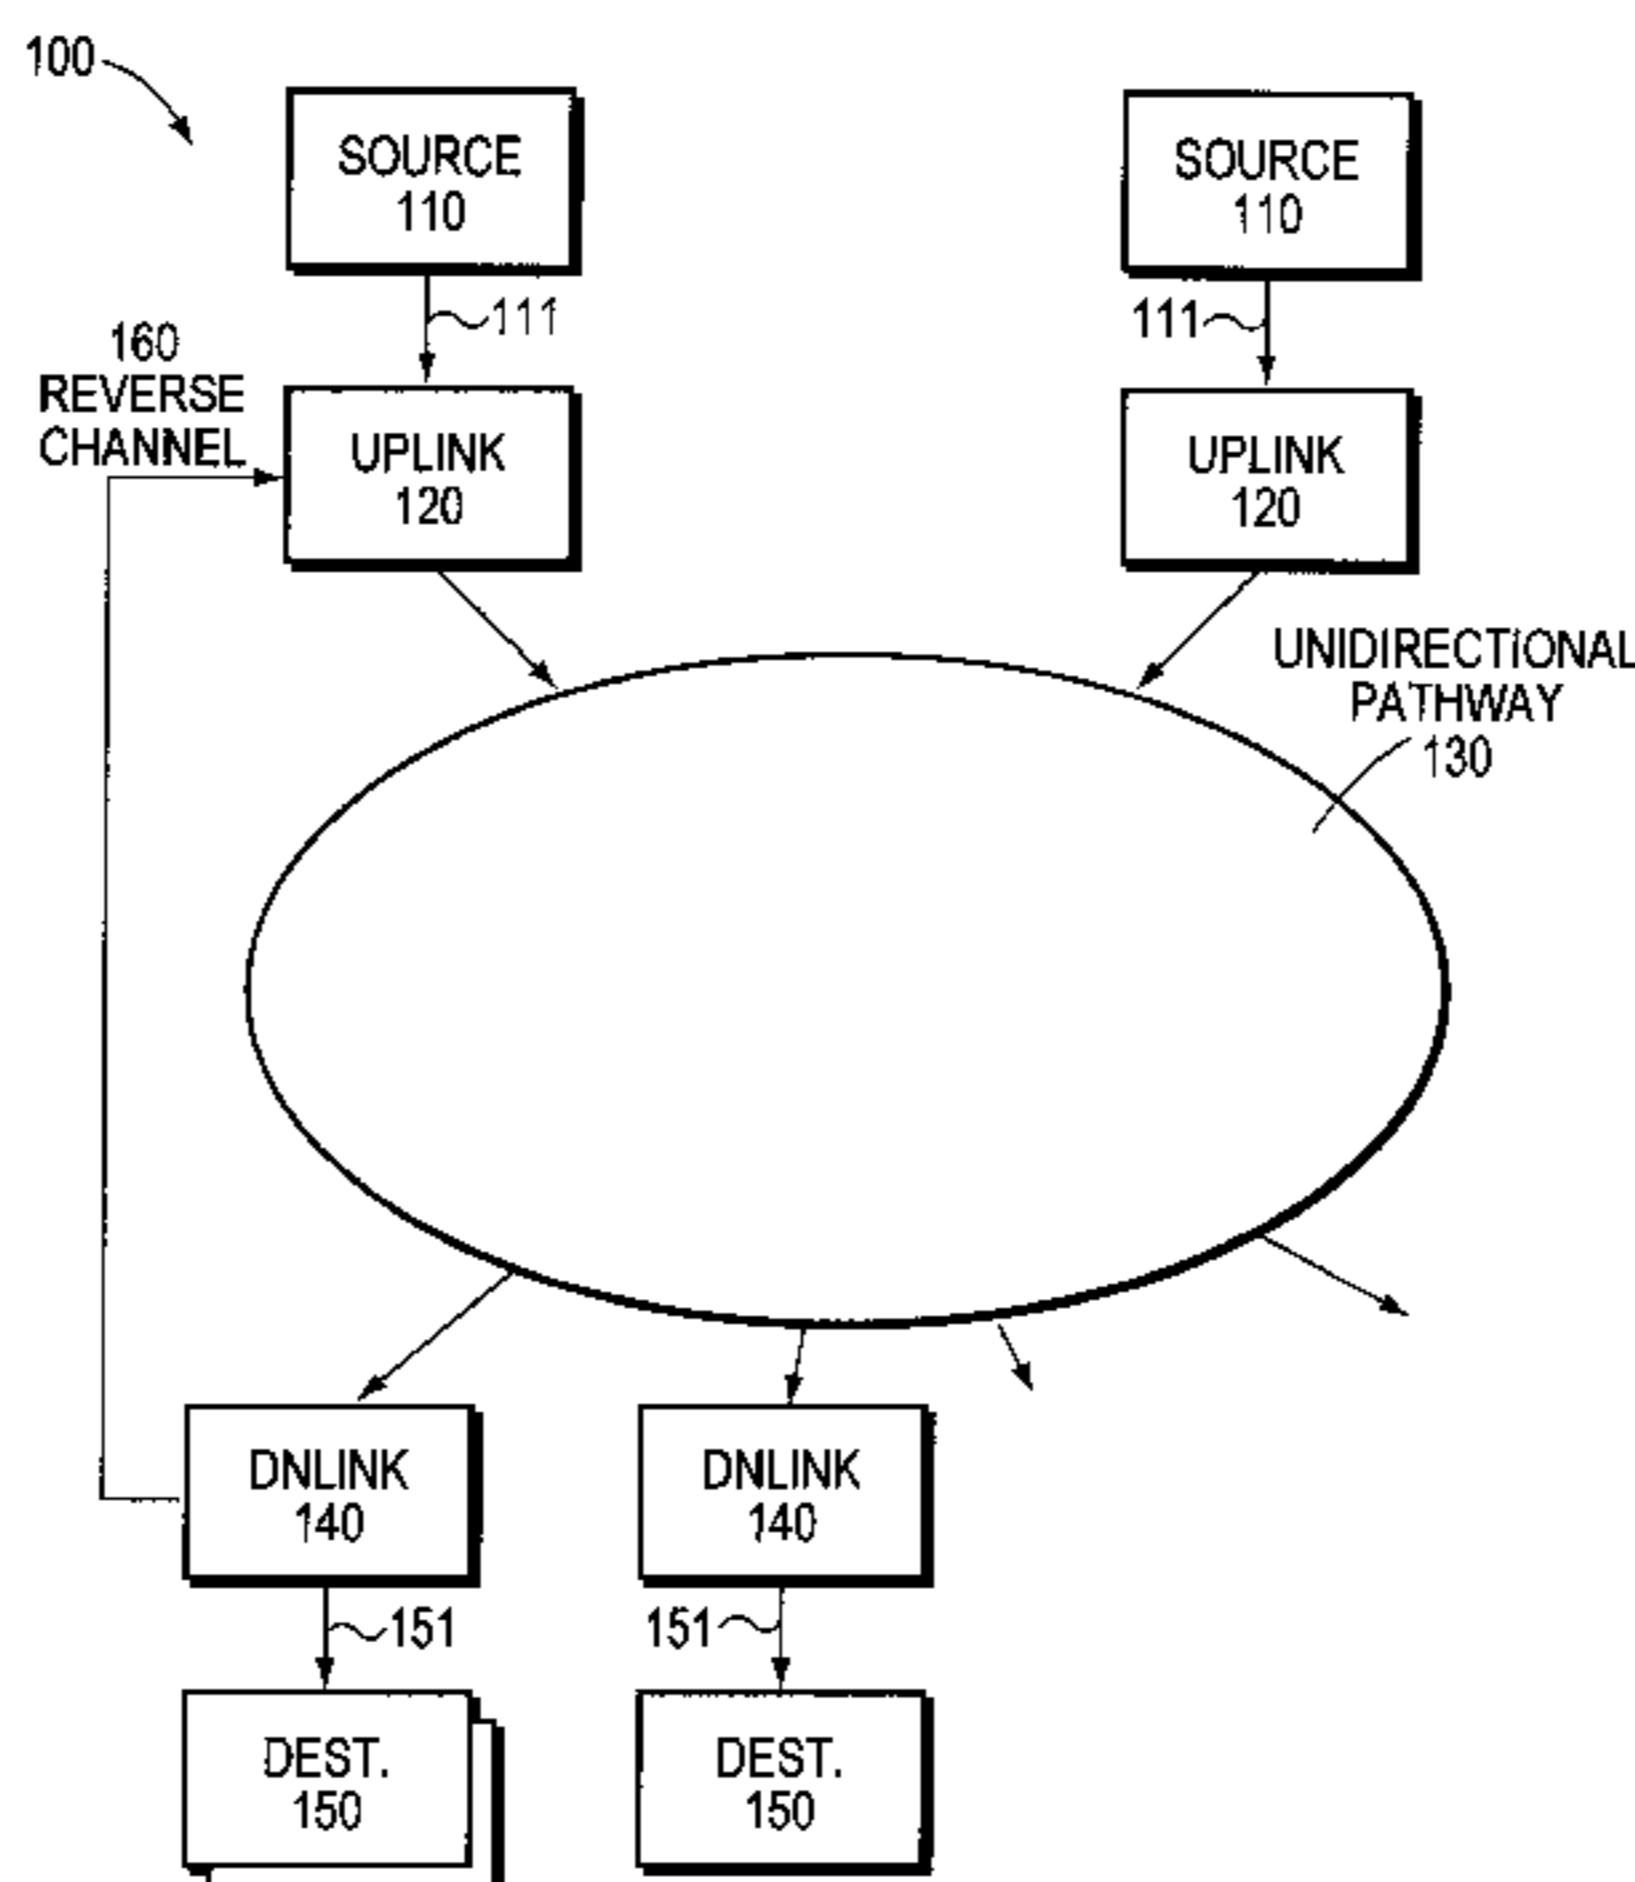 100
SOURCE
110
SOURCE
110
111
111
160
REVERSE
CHANNEL
UPLINK
120
UPLINK
120
UNIDIRECTIONAL
PATHWAY
130
DNLINK
140
DNLINK
140
151
151
DEST.
150
DEST.
150